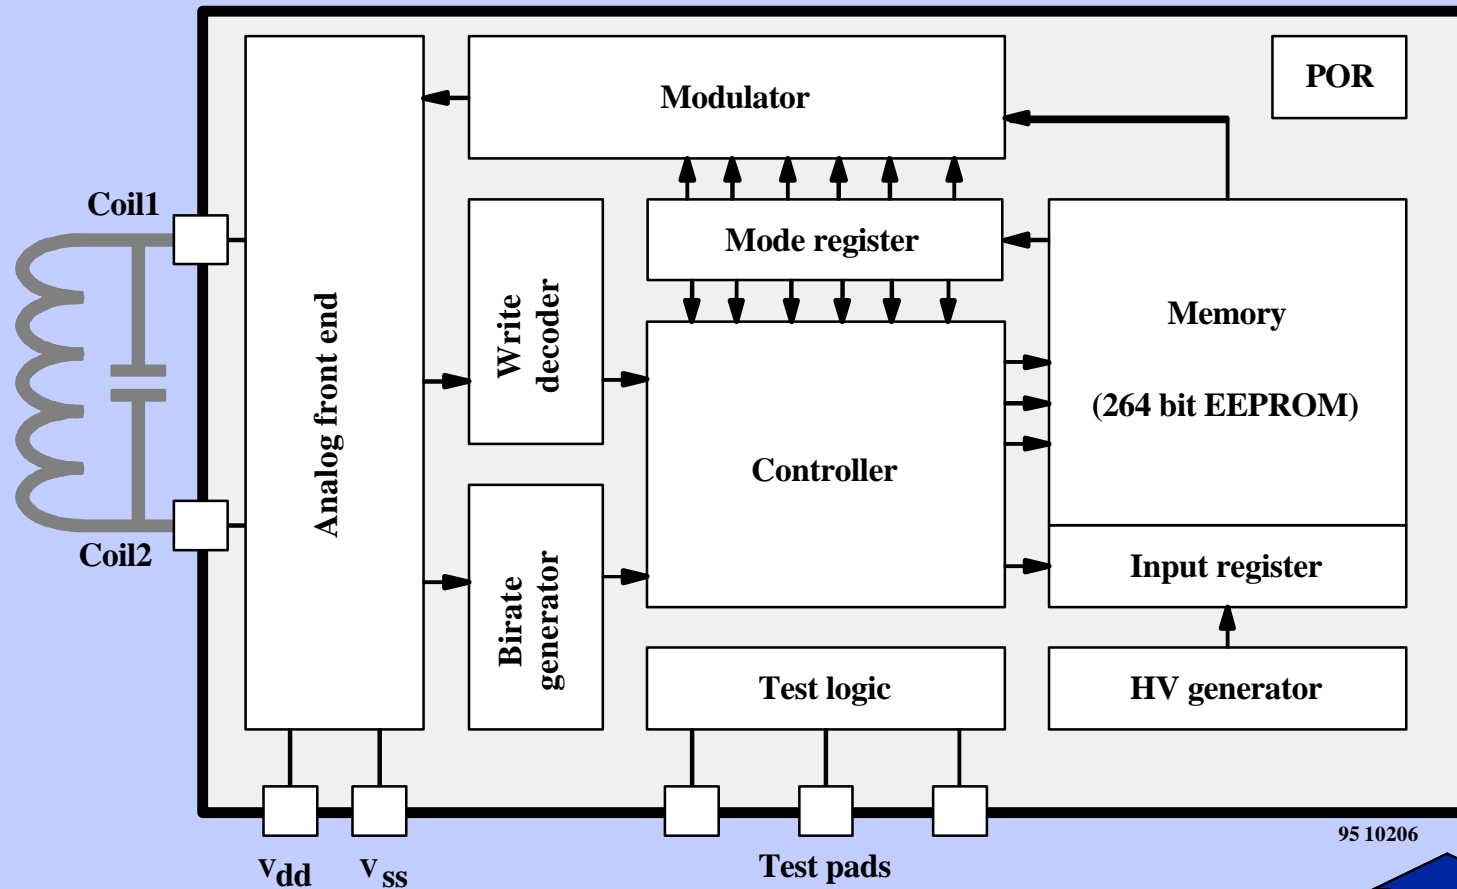 Modulator
POR
Coil1
Mode register
Analog front end
Write
decoder
Memory
(264 bit EEPROM)
Controller
Coil2
Birate
generator
Input register
Test logic
HV generator
Vdd
Vss
Test pads
95 10206